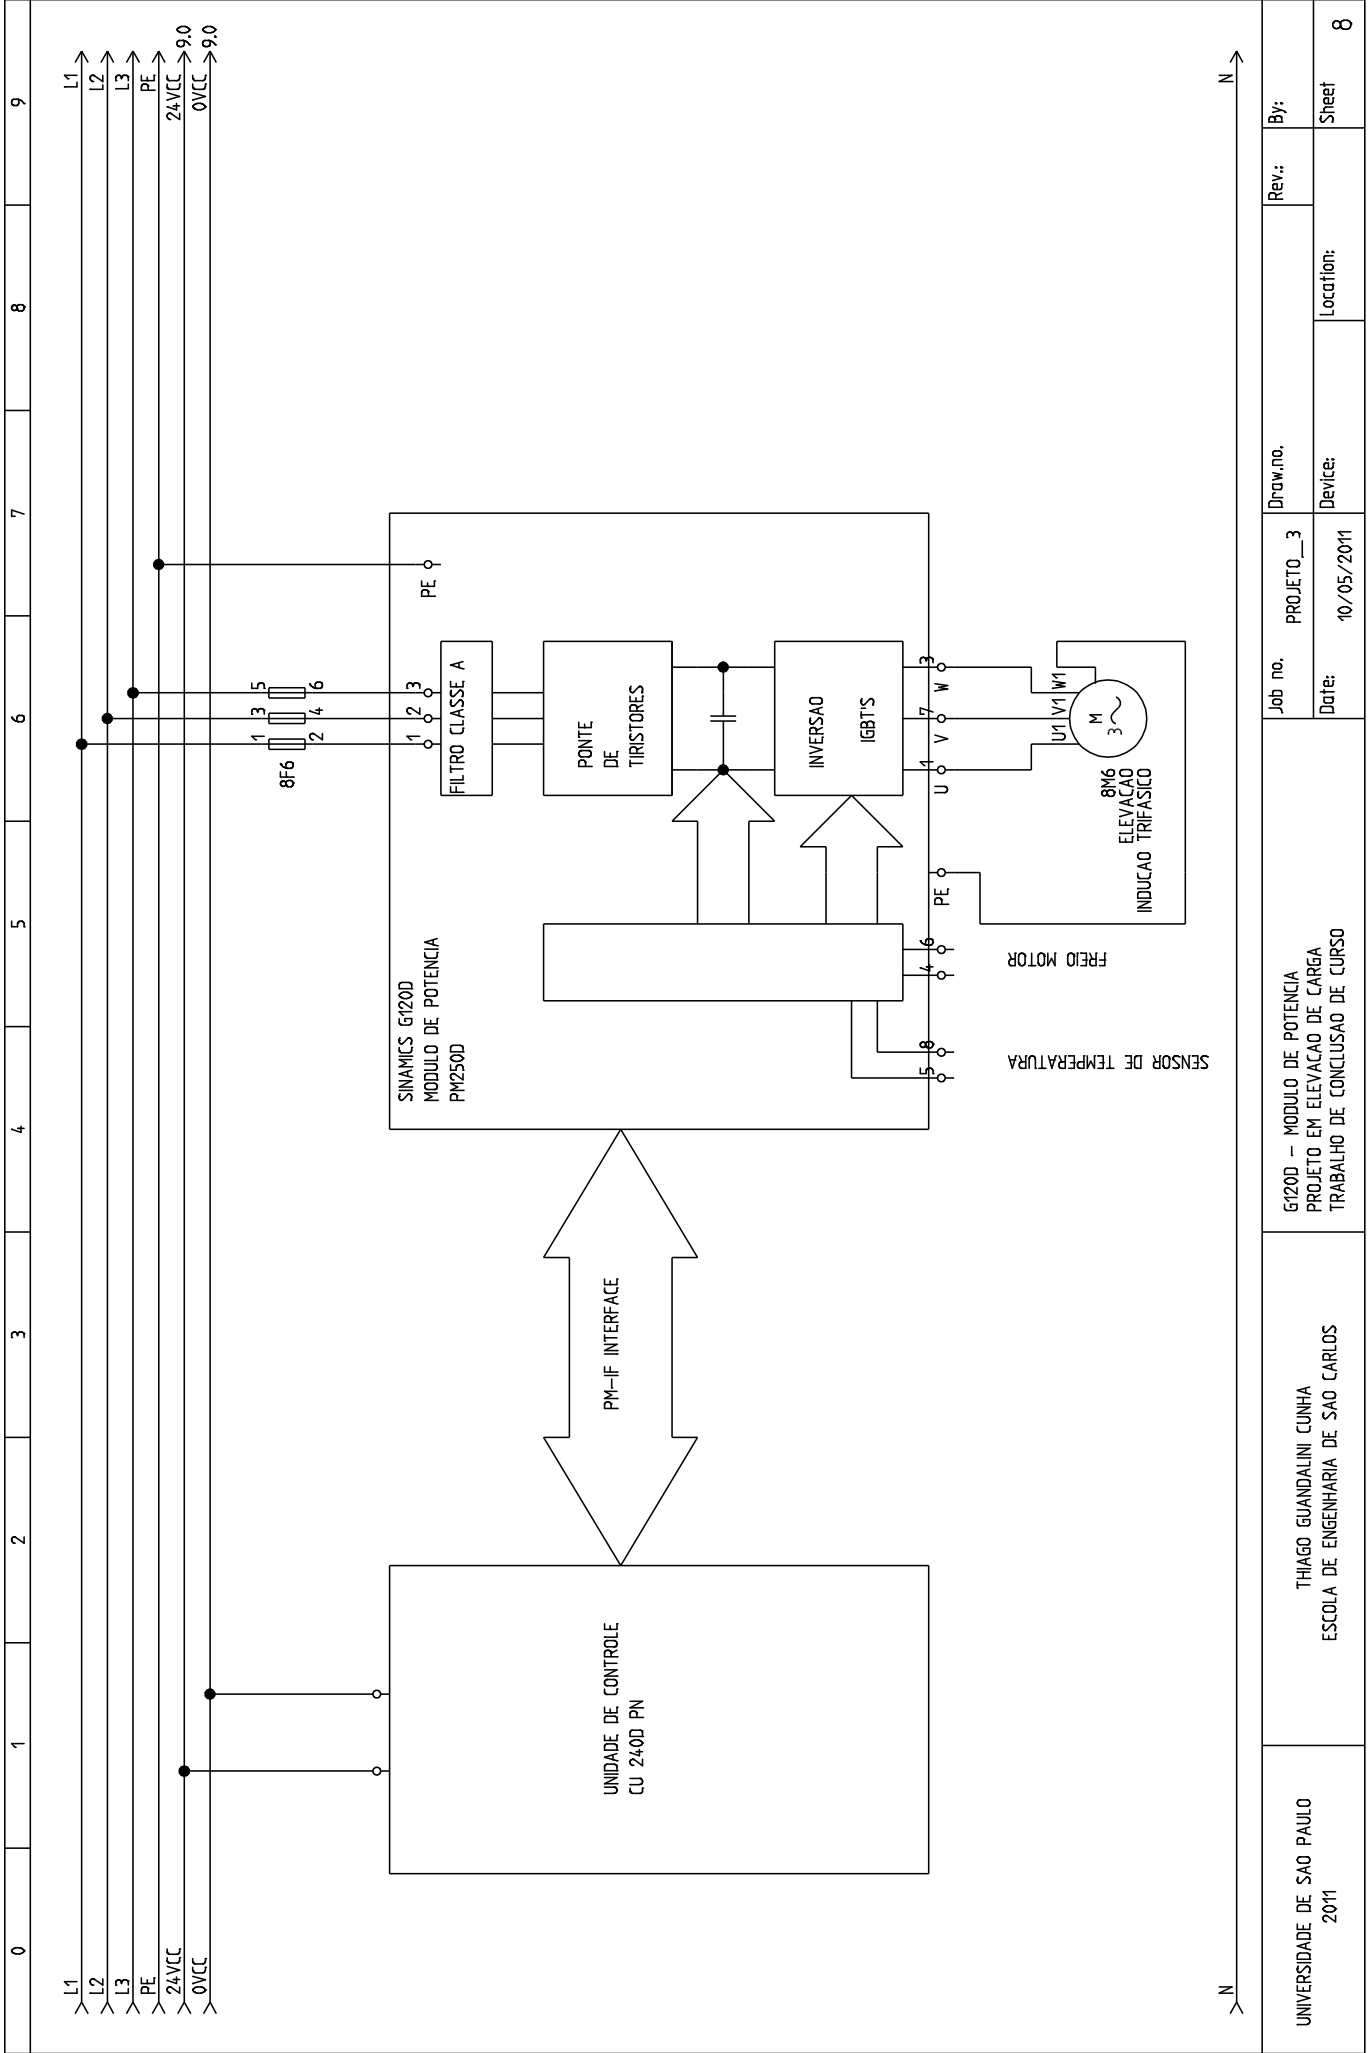 0 1 2 3 4 5 6 7 8 9
L1 L1
L2 L2
L3 L3
PE PE
24VCC 24VCC 9.0
0VCC 0VCC 9.0
1 3 5
8F6
2 4 6
SINAMICS G120D
MODULO DE POTENCIA
PM250D
1 2 3
PE
FILTRO CLASSE A
PONTE
DE
TIRISTORES
UNIDADE DE CONTROLE
CU 240D PN
PM-IF INTERFACE
INVERSAO
IGBT'S
5 8 4 6 1 7 3
PE U V W
SENSOR DE TEMPERATURA
FREIO MOTOR
U1 V1 W1
M
3~
8M6
ELEVACAO
INDUCAO TRIFASICO
N N
UNIVERSIDADE DE SAO PAULO
2011
THIAGO GUANDALINI CUNHA
ESCOLA DE ENGENHARIA DE SAO CARLOS
G120D - MODULO DE POTENCIA
PROJETO EM ELEVACAO DE CARGA
TRABALHO DE CONCLUSAO DE CURSO
Job no. PROJETO_3
Draw.no.
Rev.:
By:
Date: 10/05/2011
Device:
Location:
Sheet 8